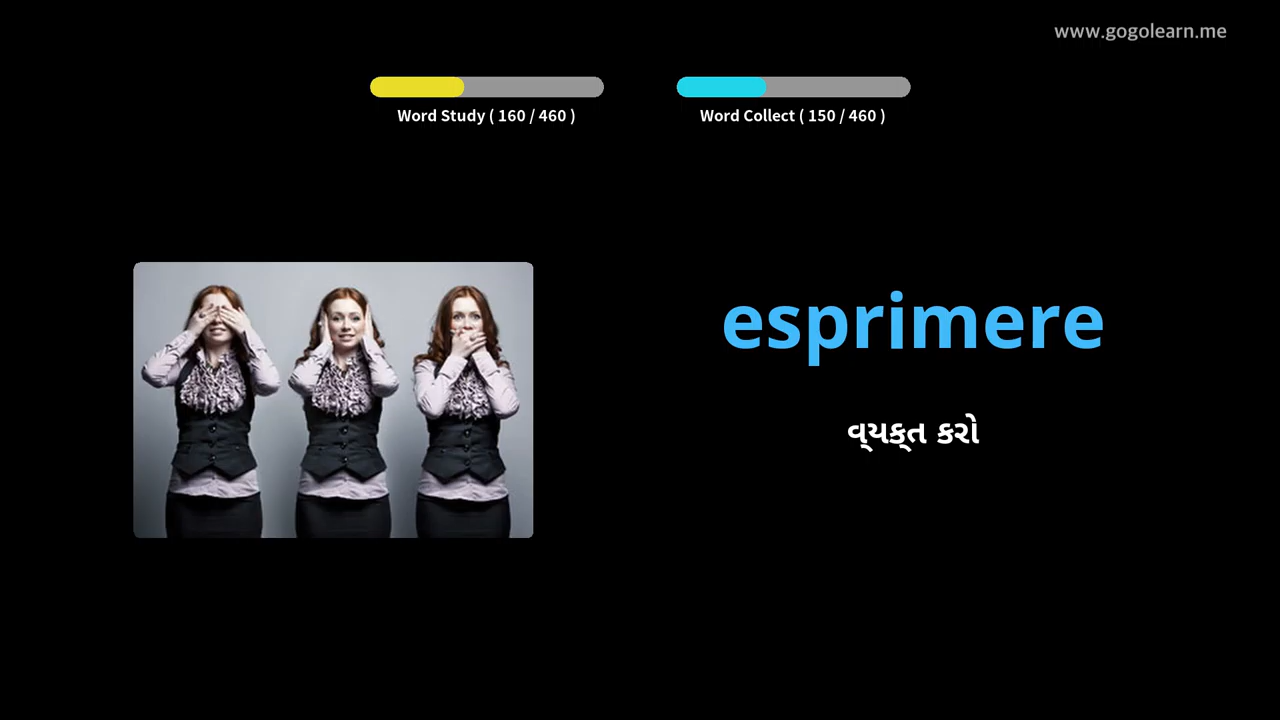 www.gogolearn.me
Word Study ( 160 / 460 )
Word Collect ( 150 / 460 )
esprimere
વ્યક્ત કરો